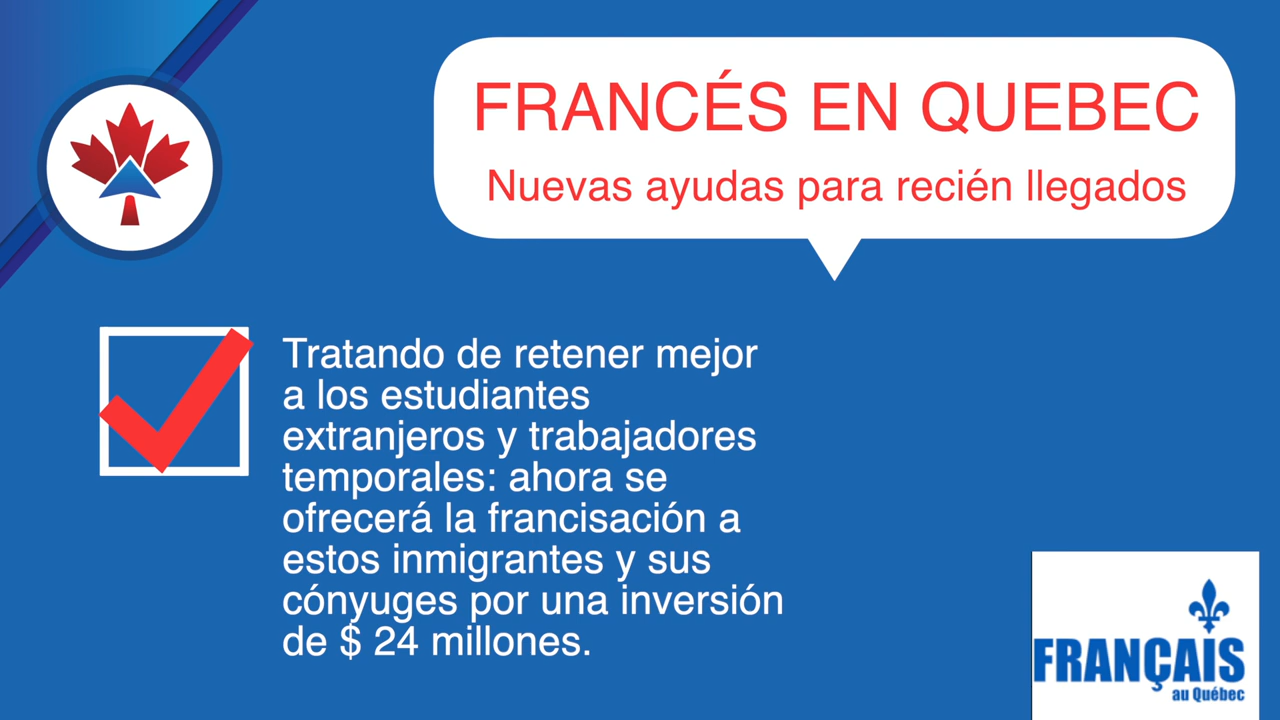 FRANCÉS EN QUEBEC
Nuevas ayudas para recién llegados
Tratando de retener mejor
a los estudiantes
extranjeros y trabajadores
temporales: ahora se
ofrecerá la francisación a
estos inmigrantes y sus
cónyuges por una inversión
de $ 24 millones.
FRANÇAIS
au Québec